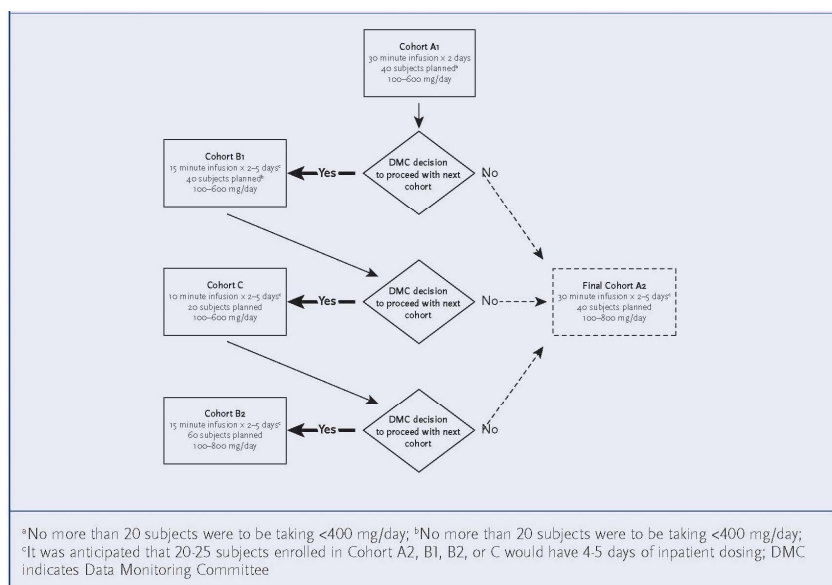 Cohort A1
30 minute infusion x 2 days
40 subjects plannedᵇ
100–600 mg/day
Cohort B1
15 minute infusion x 2–5 daysᶜ
40 subjects plannedᵇ
100–600 mg/day
Yes
DMC decision
to proceed with next
cohort
No
Cohort C
10 minute infusion x 2–5 daysᶜ
20 subjects planned
100–600 mg/day
Yes
DMC decision
to proceed with next
cohort
No
Final Cohort A2
30 minute infusion x 2–5 daysᶜ
40 subjects planned
100–800 mg/day
Cohort B2
15 minute infusion x 2–5 daysᶜ
60 subjects planned
100–800 mg/day
Yes
DMC decision
to proceed with next
cohort
No
ᵃNo more than 20 subjects were to be taking <400 mg/day; ᵇNo more than 20 subjects were to be taking <400 mg/day;
ᶜIt was anticipated that 20-25 subjects enrolled in Cohort A2, B1, B2, or C would have 4-5 days of inpatient dosing; DMC
indicates Data Monitoring Committee